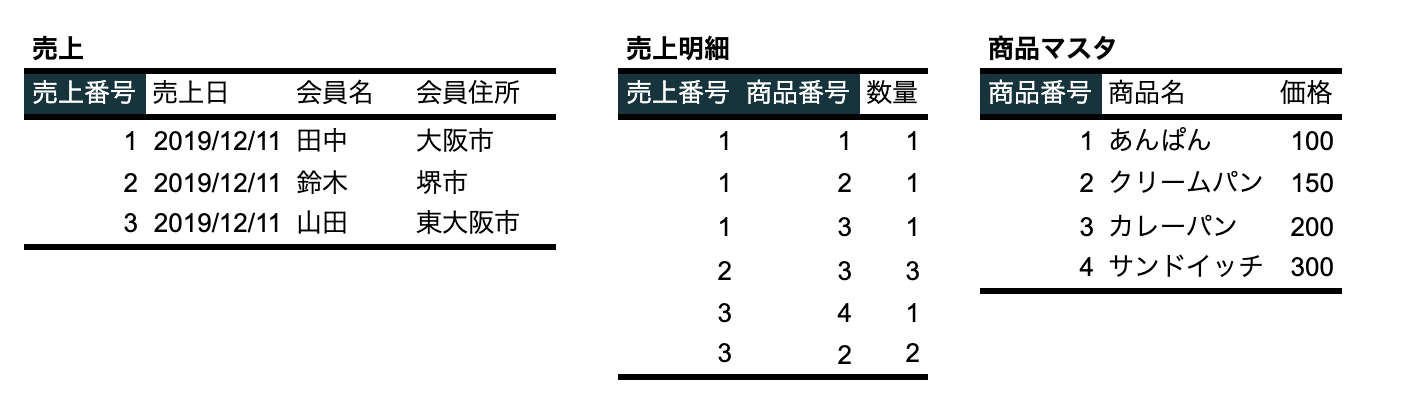 売上
売上番号 売上日 会員名 会員住所
1 2019/12/11 田中 大阪市
2 2019/12/11 鈴木 堺市
3 2019/12/11 山田 東大阪市
売上明細
売上番号 商品番号 数量
1 1 1
1 2 1
1 3 1
2 3 3
3 4 1
3 2 2
商品マスタ
商品番号 商品名 価格
1 あんぱん 100
2 クリームパン 150
3 カレーパン 200
4 サンドイッチ 300